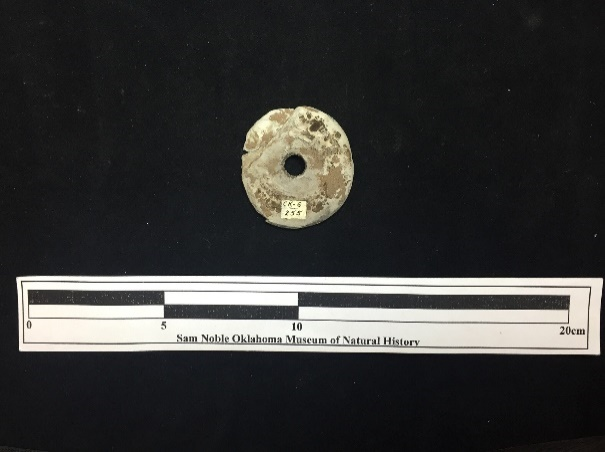 CK-6
255
0 5 10 20cm
Sam Noble Oklahoma Museum of Natural History